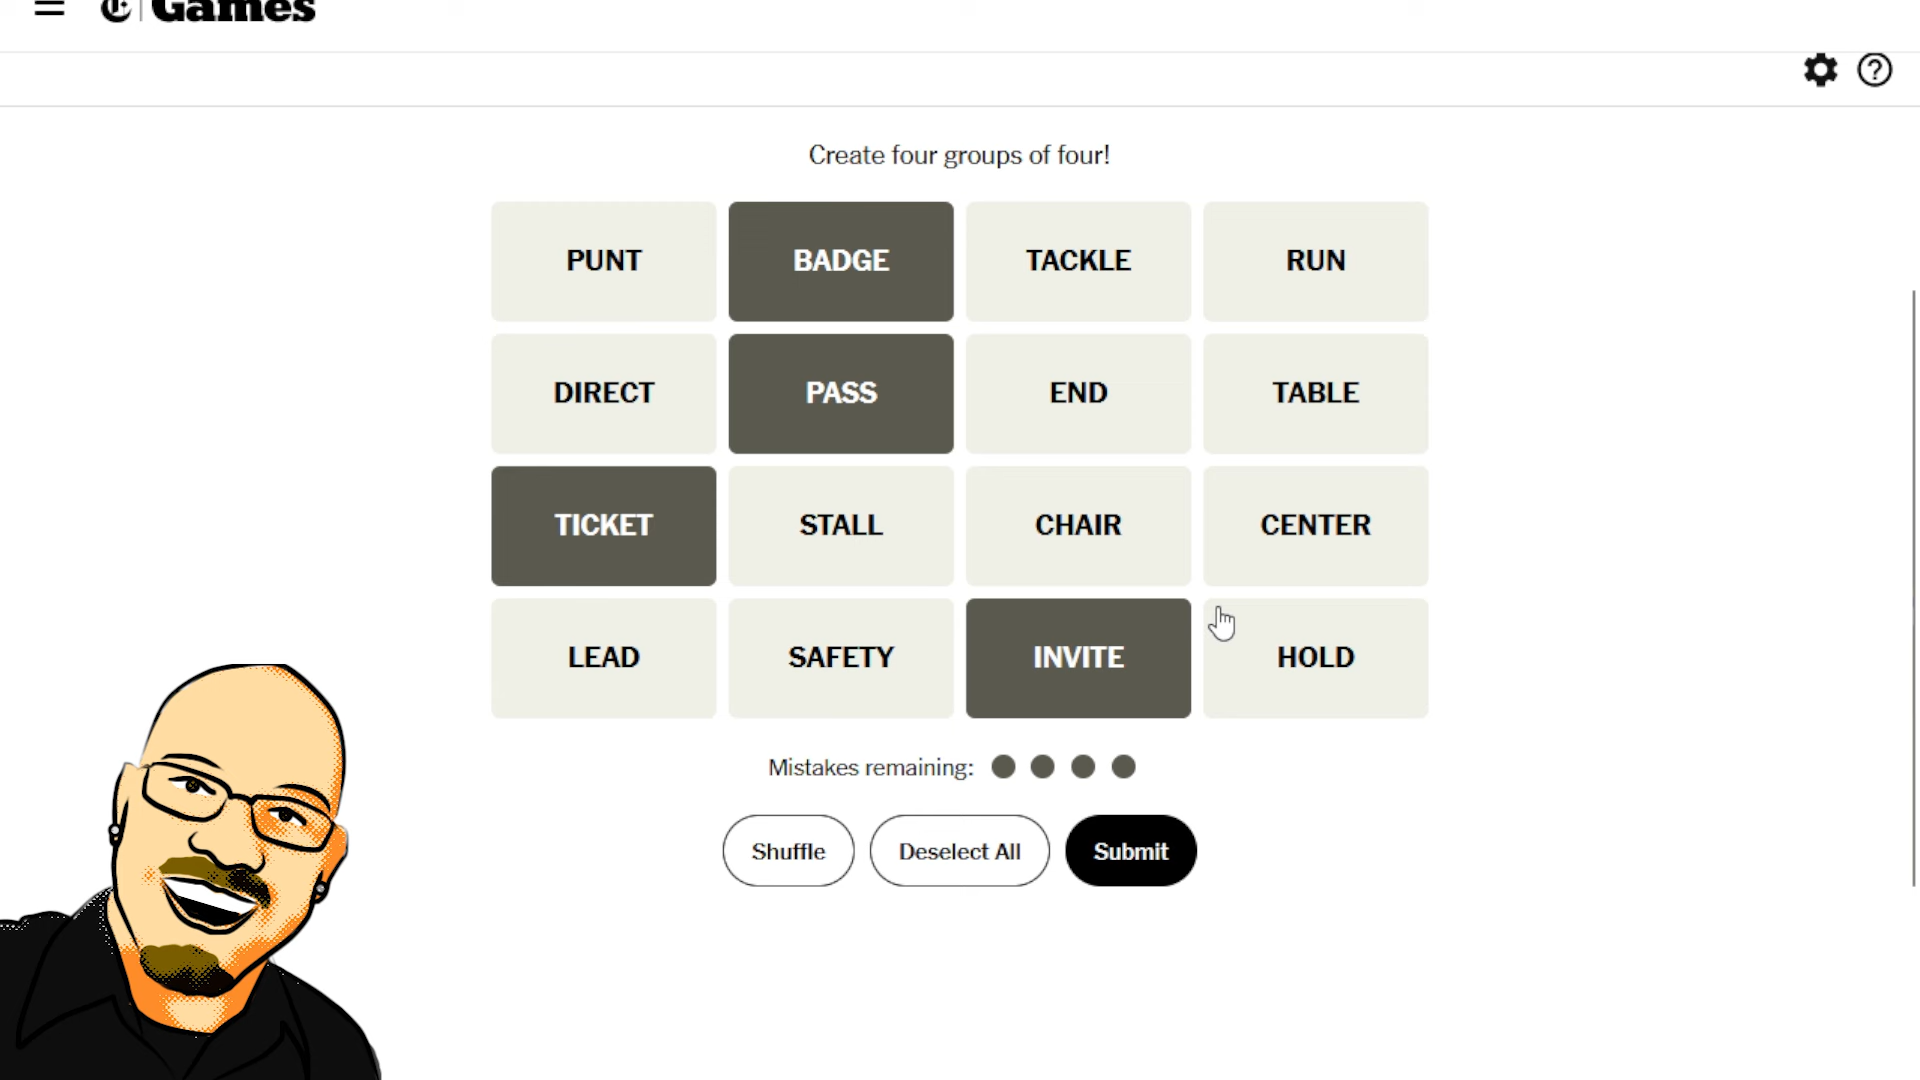 Games
Create four groups of four!
PUNT BADGE TACKLE RUN
DIRECT PASS END TABLE
TICKET STALL CHAIR CENTER
LEAD SAFETY INVITE HOLD
Mistakes remaining:
Shuffle Deselect All Submit